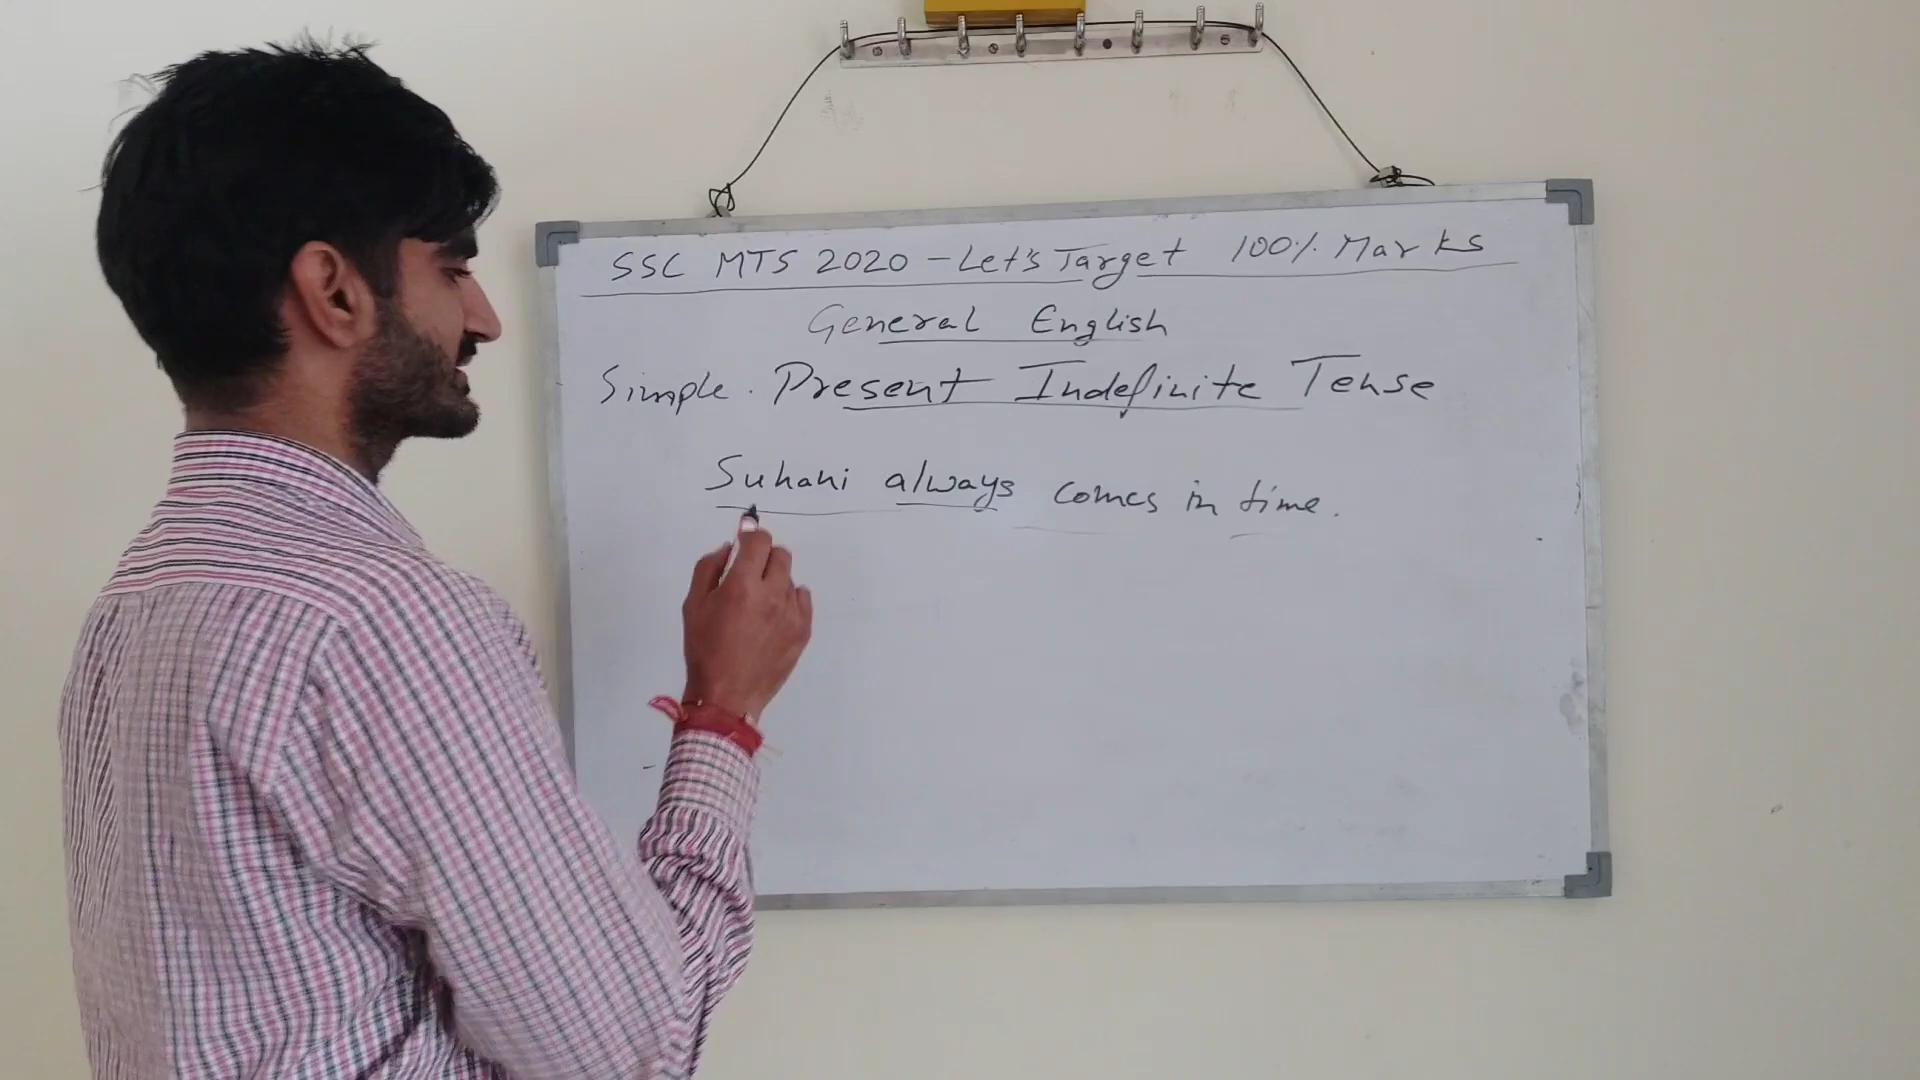 SSC MTS 2020 - Let's Target 100% Marks
General English
Simple. Present Indefinite Tense
Suhani always comes in time.